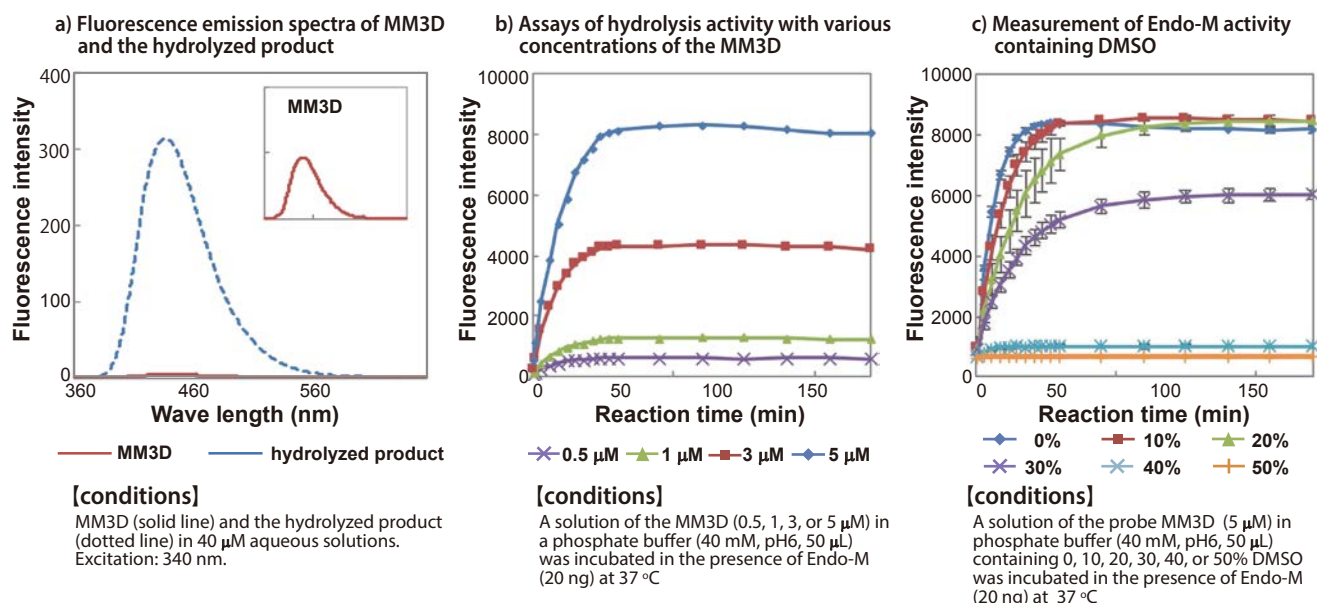 a) Fluorescence emission spectra of MM3D
and the hydrolyzed product
Fluorescence intensity
400
300
200
100
0
MM3D
360
460
560
Wave length (nm)
MM3D
hydrolyzed product
【conditions】
MM3D (solid line) and the hydrolyzed product
(dotted line) in 40 μM aqueous solutions.
Excitation: 340 nm.
b) Assays of hydrolysis activity with various
concentrations of the MM3D
Fluorescence intensity
10000
8000
6000
4000
2000
0
0
50
100
150
Reaction time (min)
0.5 μM 1 μM 3 μM 5 μM
【conditions】
A solution of the MM3D (0.5, 1, 3, or 5 μM) in
a phosphate buffer (40 mM, pH6, 50 μL)
was incubated in the presence of Endo-M
(20 ng) at 37 °C
c) Measurement of Endo-M activity
containing DMSO
Fluorescence intensity
10000
8000
6000
4000
2000
0
0
50
100
150
Reaction time (min)
0% 10% 20%
30% 40% 50%
【conditions】
A solution of the probe MM3D (5 μM) in
phosphate buffer (40 mM, pH6, 50 μL)
containing 0, 10, 20, 30, 40, or 50% DMSO
was incubated in the presence of Endo-M
(20 ng) at 37 °C